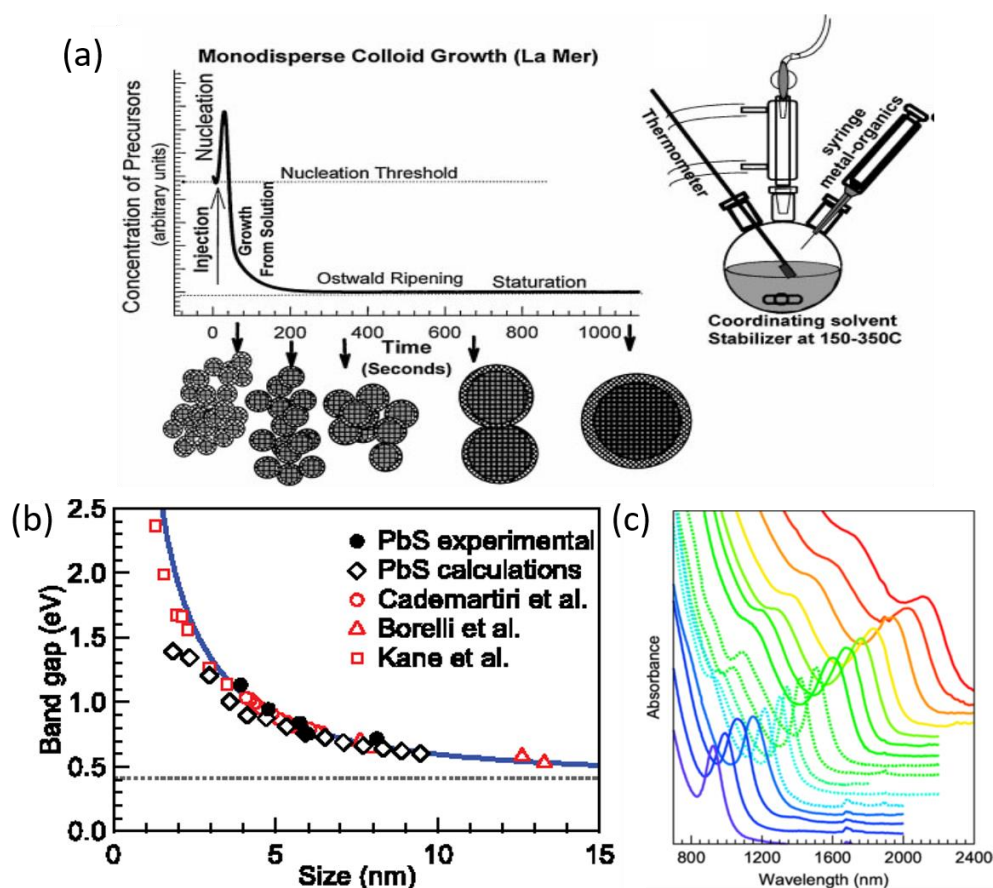 (a)
Monodisperse Colloid Growth (La Mer)
Concentration of Precursors
(arbitrary units)
Nucleation
Injection
Growth
From Solution
Nucleation Threshold
Ostwald Ripening
Staturation
0 200 400 600 800 1000
Time
(Seconds)
Thermometer
syringe
metal-organics
Coordinating solvent
Stabilizer at 150-350C
(b)
Band gap (eV)
2.5
2.0
1.5
1.0
0.5
0.0
PbS experimental
PbS calculations
Cademartiri et al.
Borelli et al.
Kane et al.
0 5 10 15
Size (nm)
(c)
Absorbance
800 1200 1600 2000 2400
Wavelength (nm)